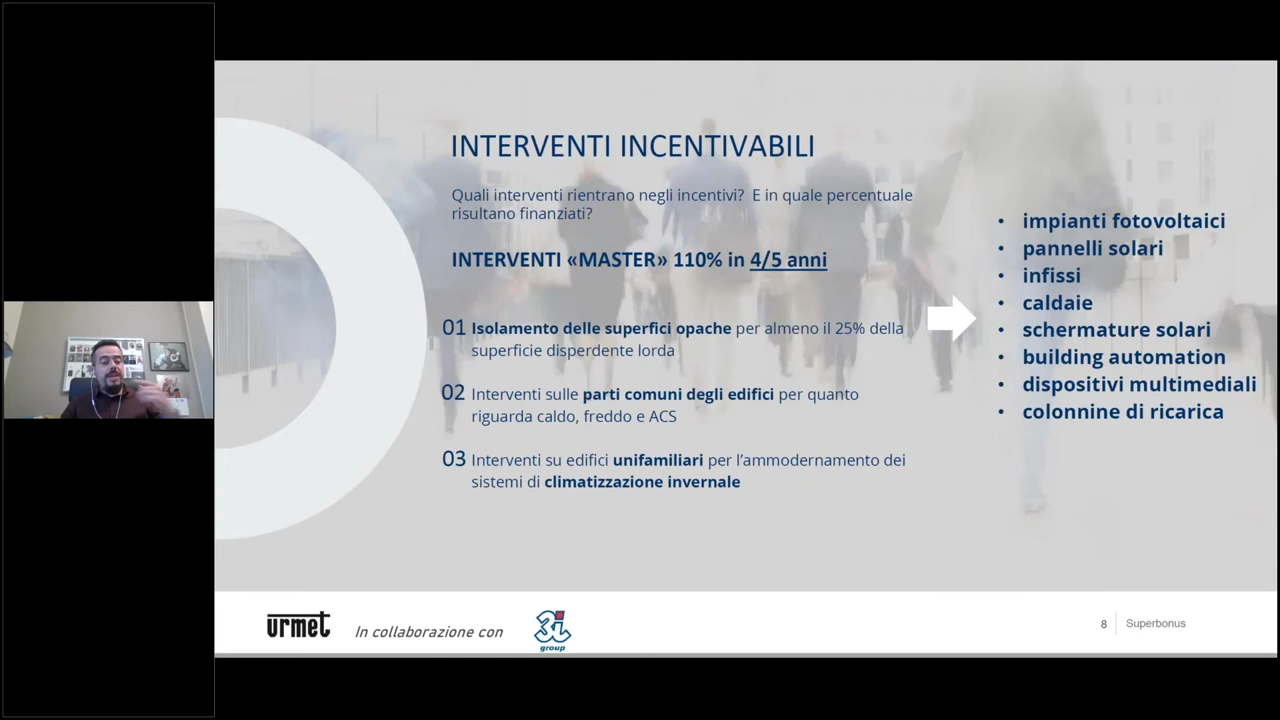 INTERVENTI INCENTIVABILI
Quali interventi rientrano negli incentivi? E in quale percentuale
risultano finanziati?
INTERVENTI «MASTER» 110% in 4/5 anni
01 Isolamento delle superfici opache per almeno il 25% della
superficie disperdente lorda
02 Interventi sulle parti comuni degli edifici per quanto
riguarda caldo, freddo e ACS
03 Interventi su edifici unifamiliari per l’ammodernamento dei
sistemi di climatizzazione invernale
• impianti fotovoltaici
• pannelli solari
• infissi
• caldaie
• schermature solari
• building automation
• dispositivi multimediali
• colonnine di ricarica
urmet
In collaborazione con
3i
group
8
Superbonus